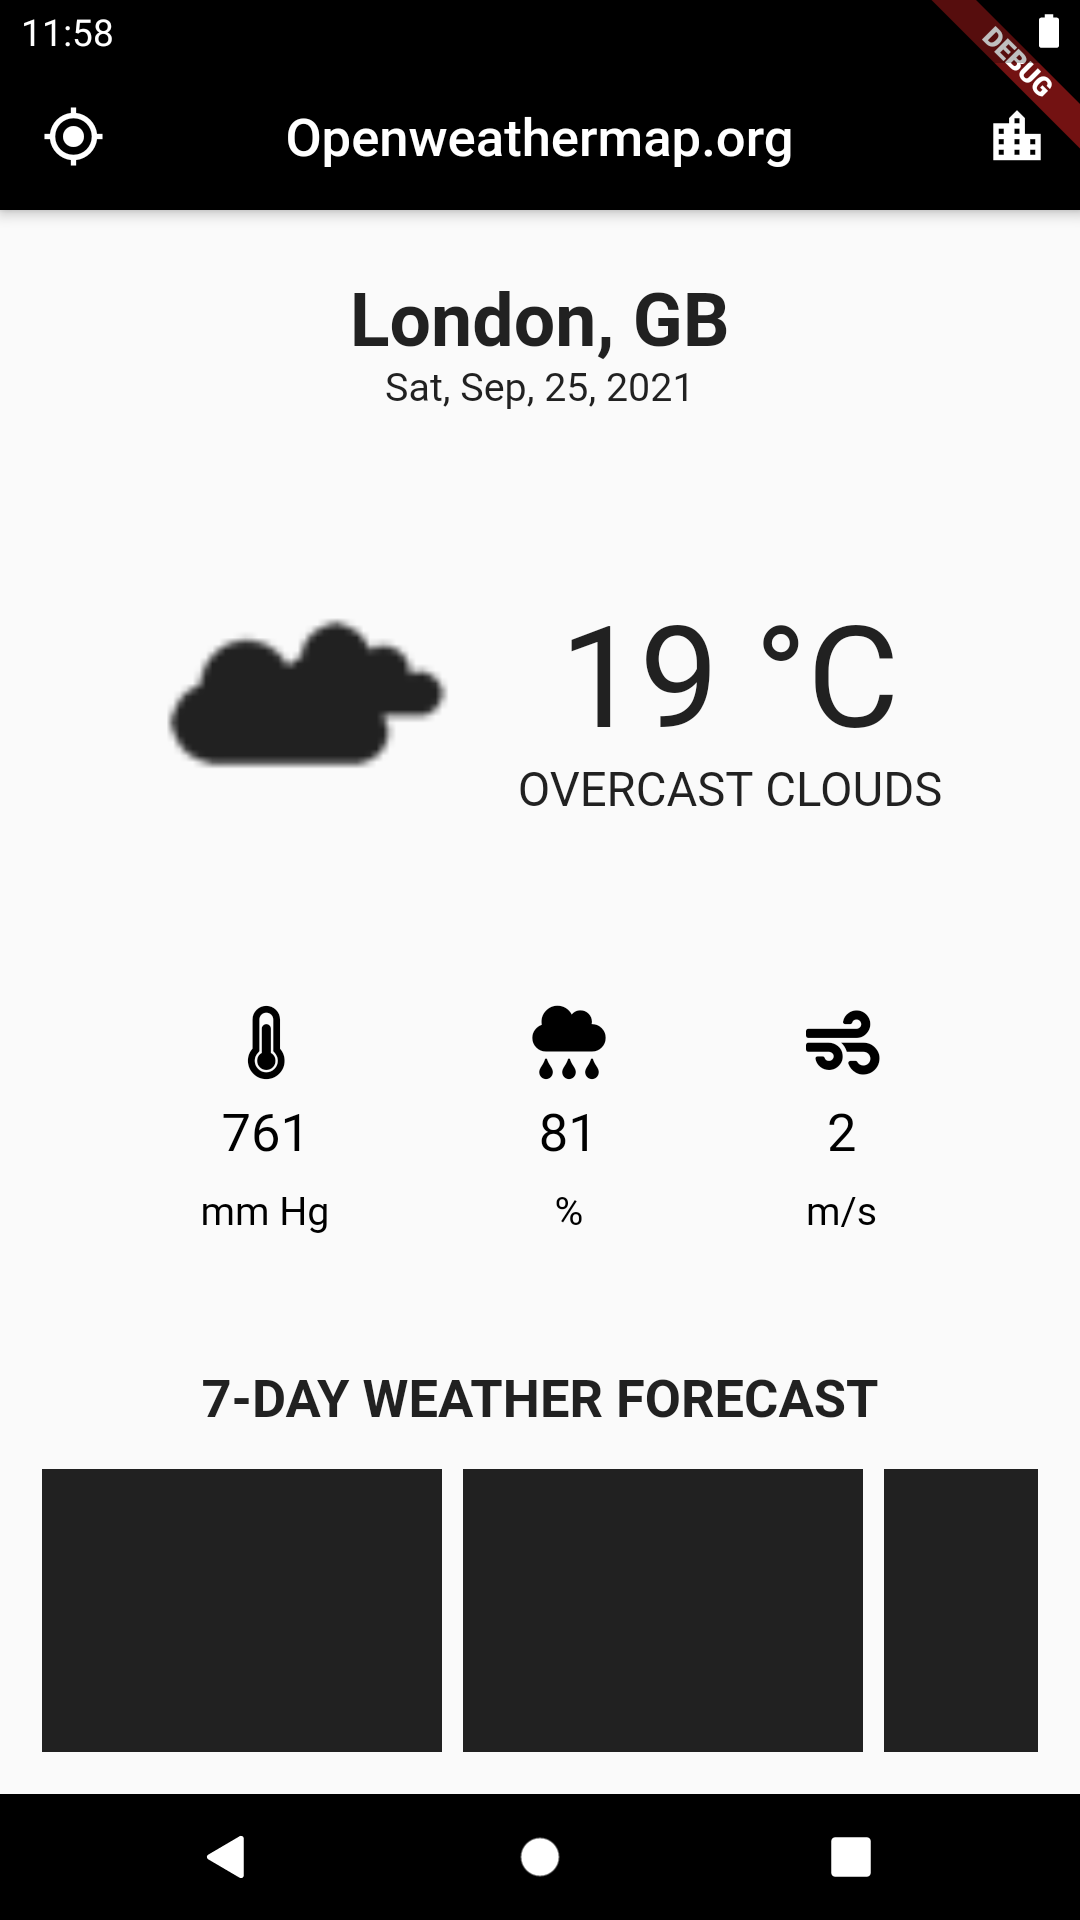 11:58
DEBUG
Openweathermap.org
London, GB
Sat, Sep, 25, 2021
19 °C
OVERCAST CLOUDS
761 81 2
mm Hg % m/s
7-DAY WEATHER FORECAST